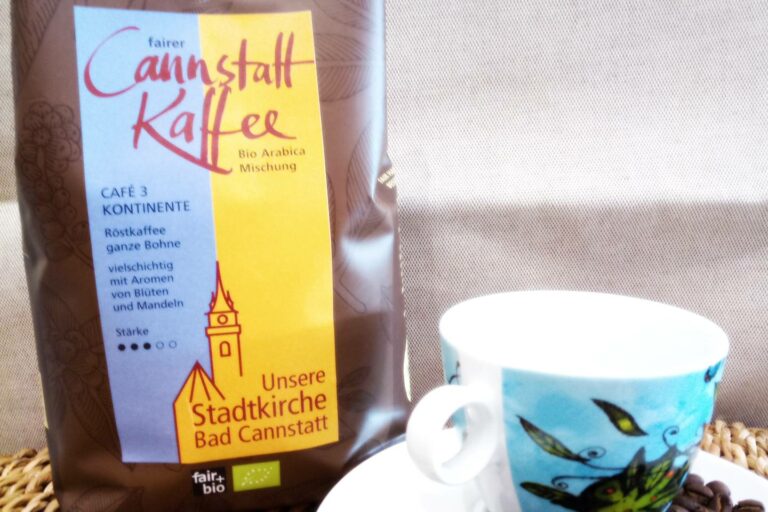 fairer
Cannstatt
Kaffee
Bio Arabica
Mischung
CAFÉ 3
KONTINENTE
Röstkaffee
ganze Bohne
vielschichtig
mit Aromen
von Blüten
und Mandeln
Stärke
Unsere
Stadtkirche
Bad Cannstatt
fair+
bio